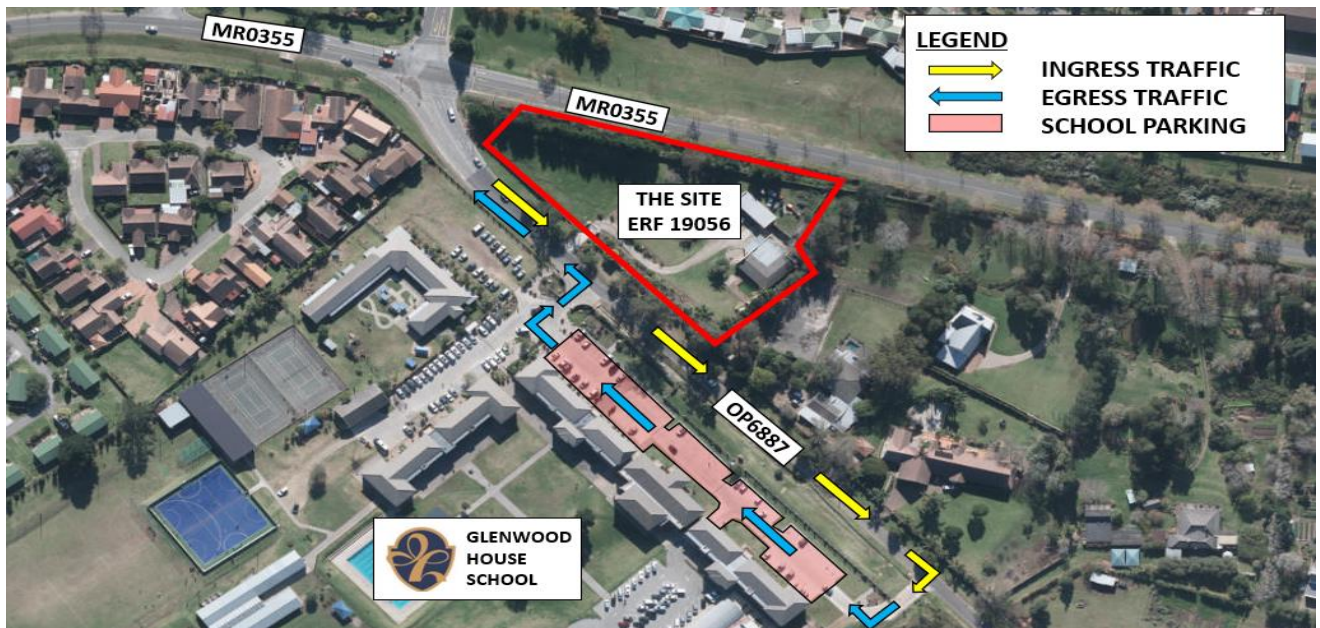 MR0355
MR0355
LEGEND
INGRESS TRAFFIC
EGRESS TRAFFIC
SCHOOL PARKING
THE SITE
ERF 19056
OP6887
GLENWOOD
HOUSE
SCHOOL